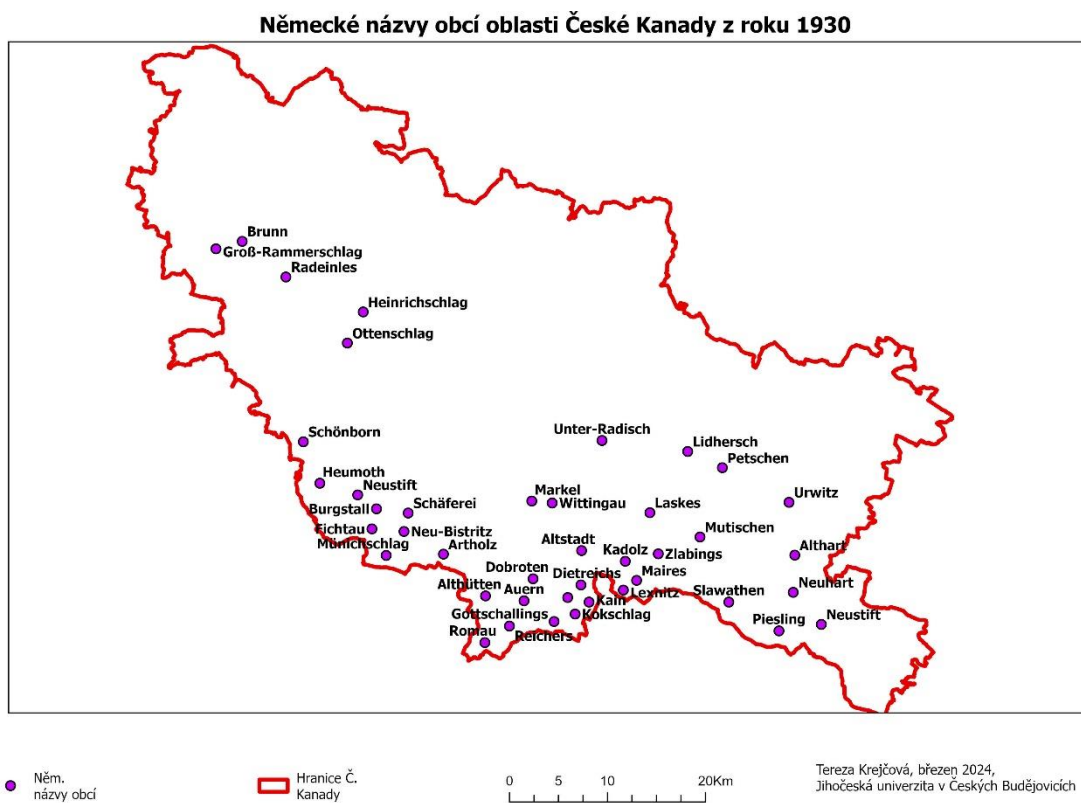 Německé názvy obcí oblasti České Kanady z roku 1930
Brunn
Groß-Rammerschlag
Radeinles
Heinrichschlag
Ottenschlag
Schönborn
Unter-Radisch
Lidhersch
Petschen
Heumoth
Neustift
Markel
Wittingau
Urwitz
Burgstall
Schäferei
Laskes
Fichtau
Neu-Bistritz
Mutischen
Münichschlag
Artholz
Altstadt
Kadolz
Zlabings
Althart
Dobroten
Dietreichs
Maires
Althütten
Auern
Kain
Lexnitz
Slawathen
Neuhart
Gottschallings
KöKschlag
Piesling
Neustift
Romau
Reichers
Něm.
názvy obcí
Hranice Č.
Kanady
0 5 10 20Km
Tereza Krejčová, březen 2024,
Jihočeská univerzita v Českých Budějovicích